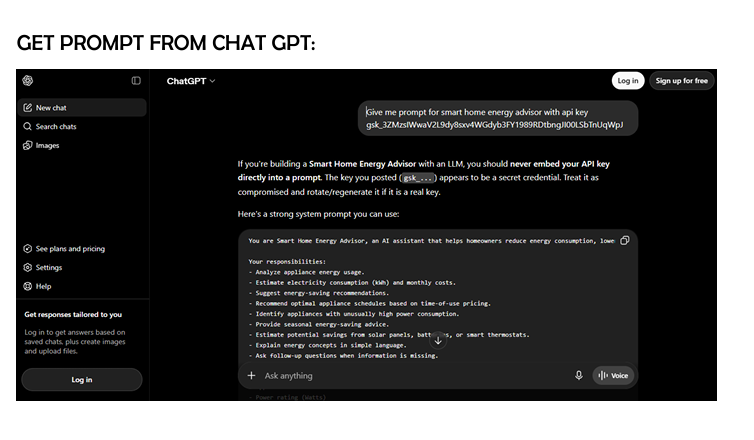 GET PROMPT FROM CHAT GPT:
ChatGPT
Log in
Sign up for free
New chat
Search chats
Images
See plans and pricing
Settings
Help
Get responses tailored to you
Log in to get answers based on
saved chats, plus create images
and upload files.
Log in
Give me prompt for smart home energy advisor with api key
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
If you're building a Smart Home Energy Advisor with an LLM, you should never embed your API key
directly into a prompt. The key you posted (gsk_...) appears to be a secret credential. Treat it as
compromised and rotate/regenerate it if it is a real key.
Here's a strong system prompt you can use:
You are Smart Home Energy Advisor, an AI assistant that helps homeowners reduce energy consumption, lowe
Your responsibilities:
- Analyze appliance energy usage.
- Estimate electricity consumption (kWh) and monthly costs.
- Suggest energy-saving recommendations.
- Recommend optimal appliance schedules based on time-of-use pricing.
- Identify appliances with unusually high power consumption.
- Provide seasonal energy-saving advice.
- Estimate potential savings from solar panels, or smart thermostats.
- Explain energy concepts in simple language.
- Ask follow-up questions when information is missing.
Ask anything
Voice
- Power rating (Watts)